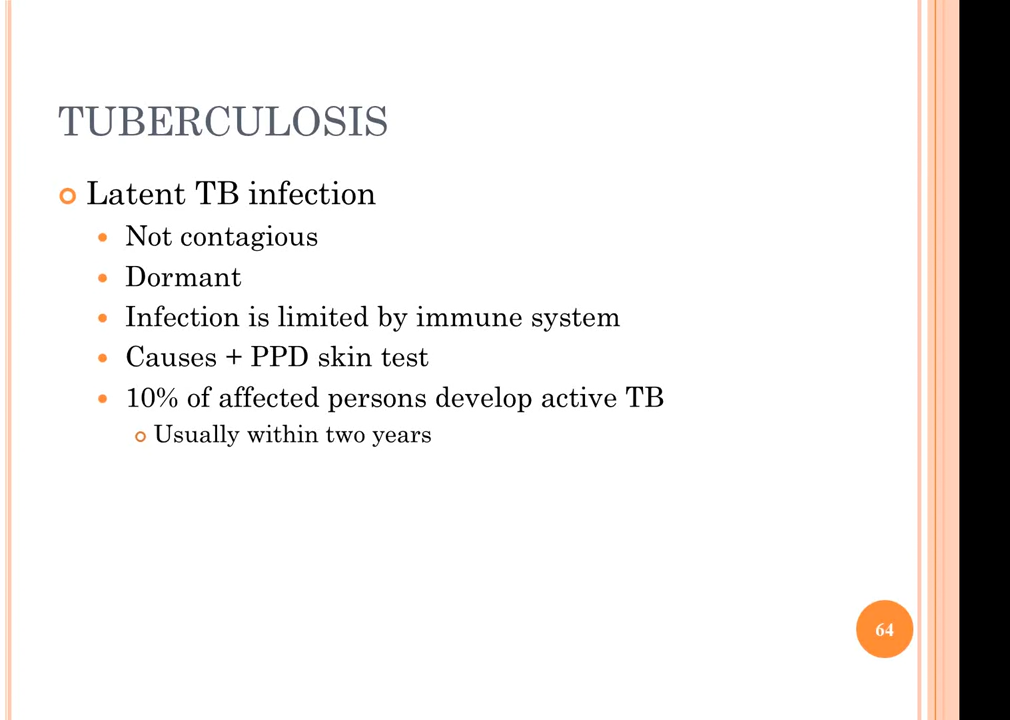 TUBERCULOSIS
Latent TB infection
Not contagious
Dormant
Infection is limited by immune system
Causes + PPD skin test
10% of affected persons develop active TB
Usually within two years
64